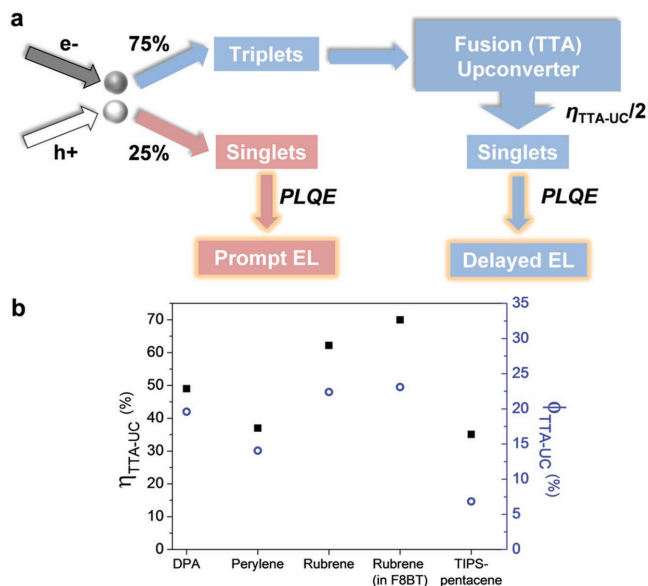 a
e-
75%
Triplets
Fusion (TTA)
Upconverter
h+
25%
Singlets
ηTTA-UC/2
Singlets
PLQE
PLQE
Prompt EL
Delayed EL
b
70
60
50
40
30
20
10
0
ηTTA-UC (%)
35
30
25
20
15
10
5
0
ϕTTA-UC (%)
DPA
Perylene
Rubrene
Rubrene
(in F8BT)
TIPS-
pentacene